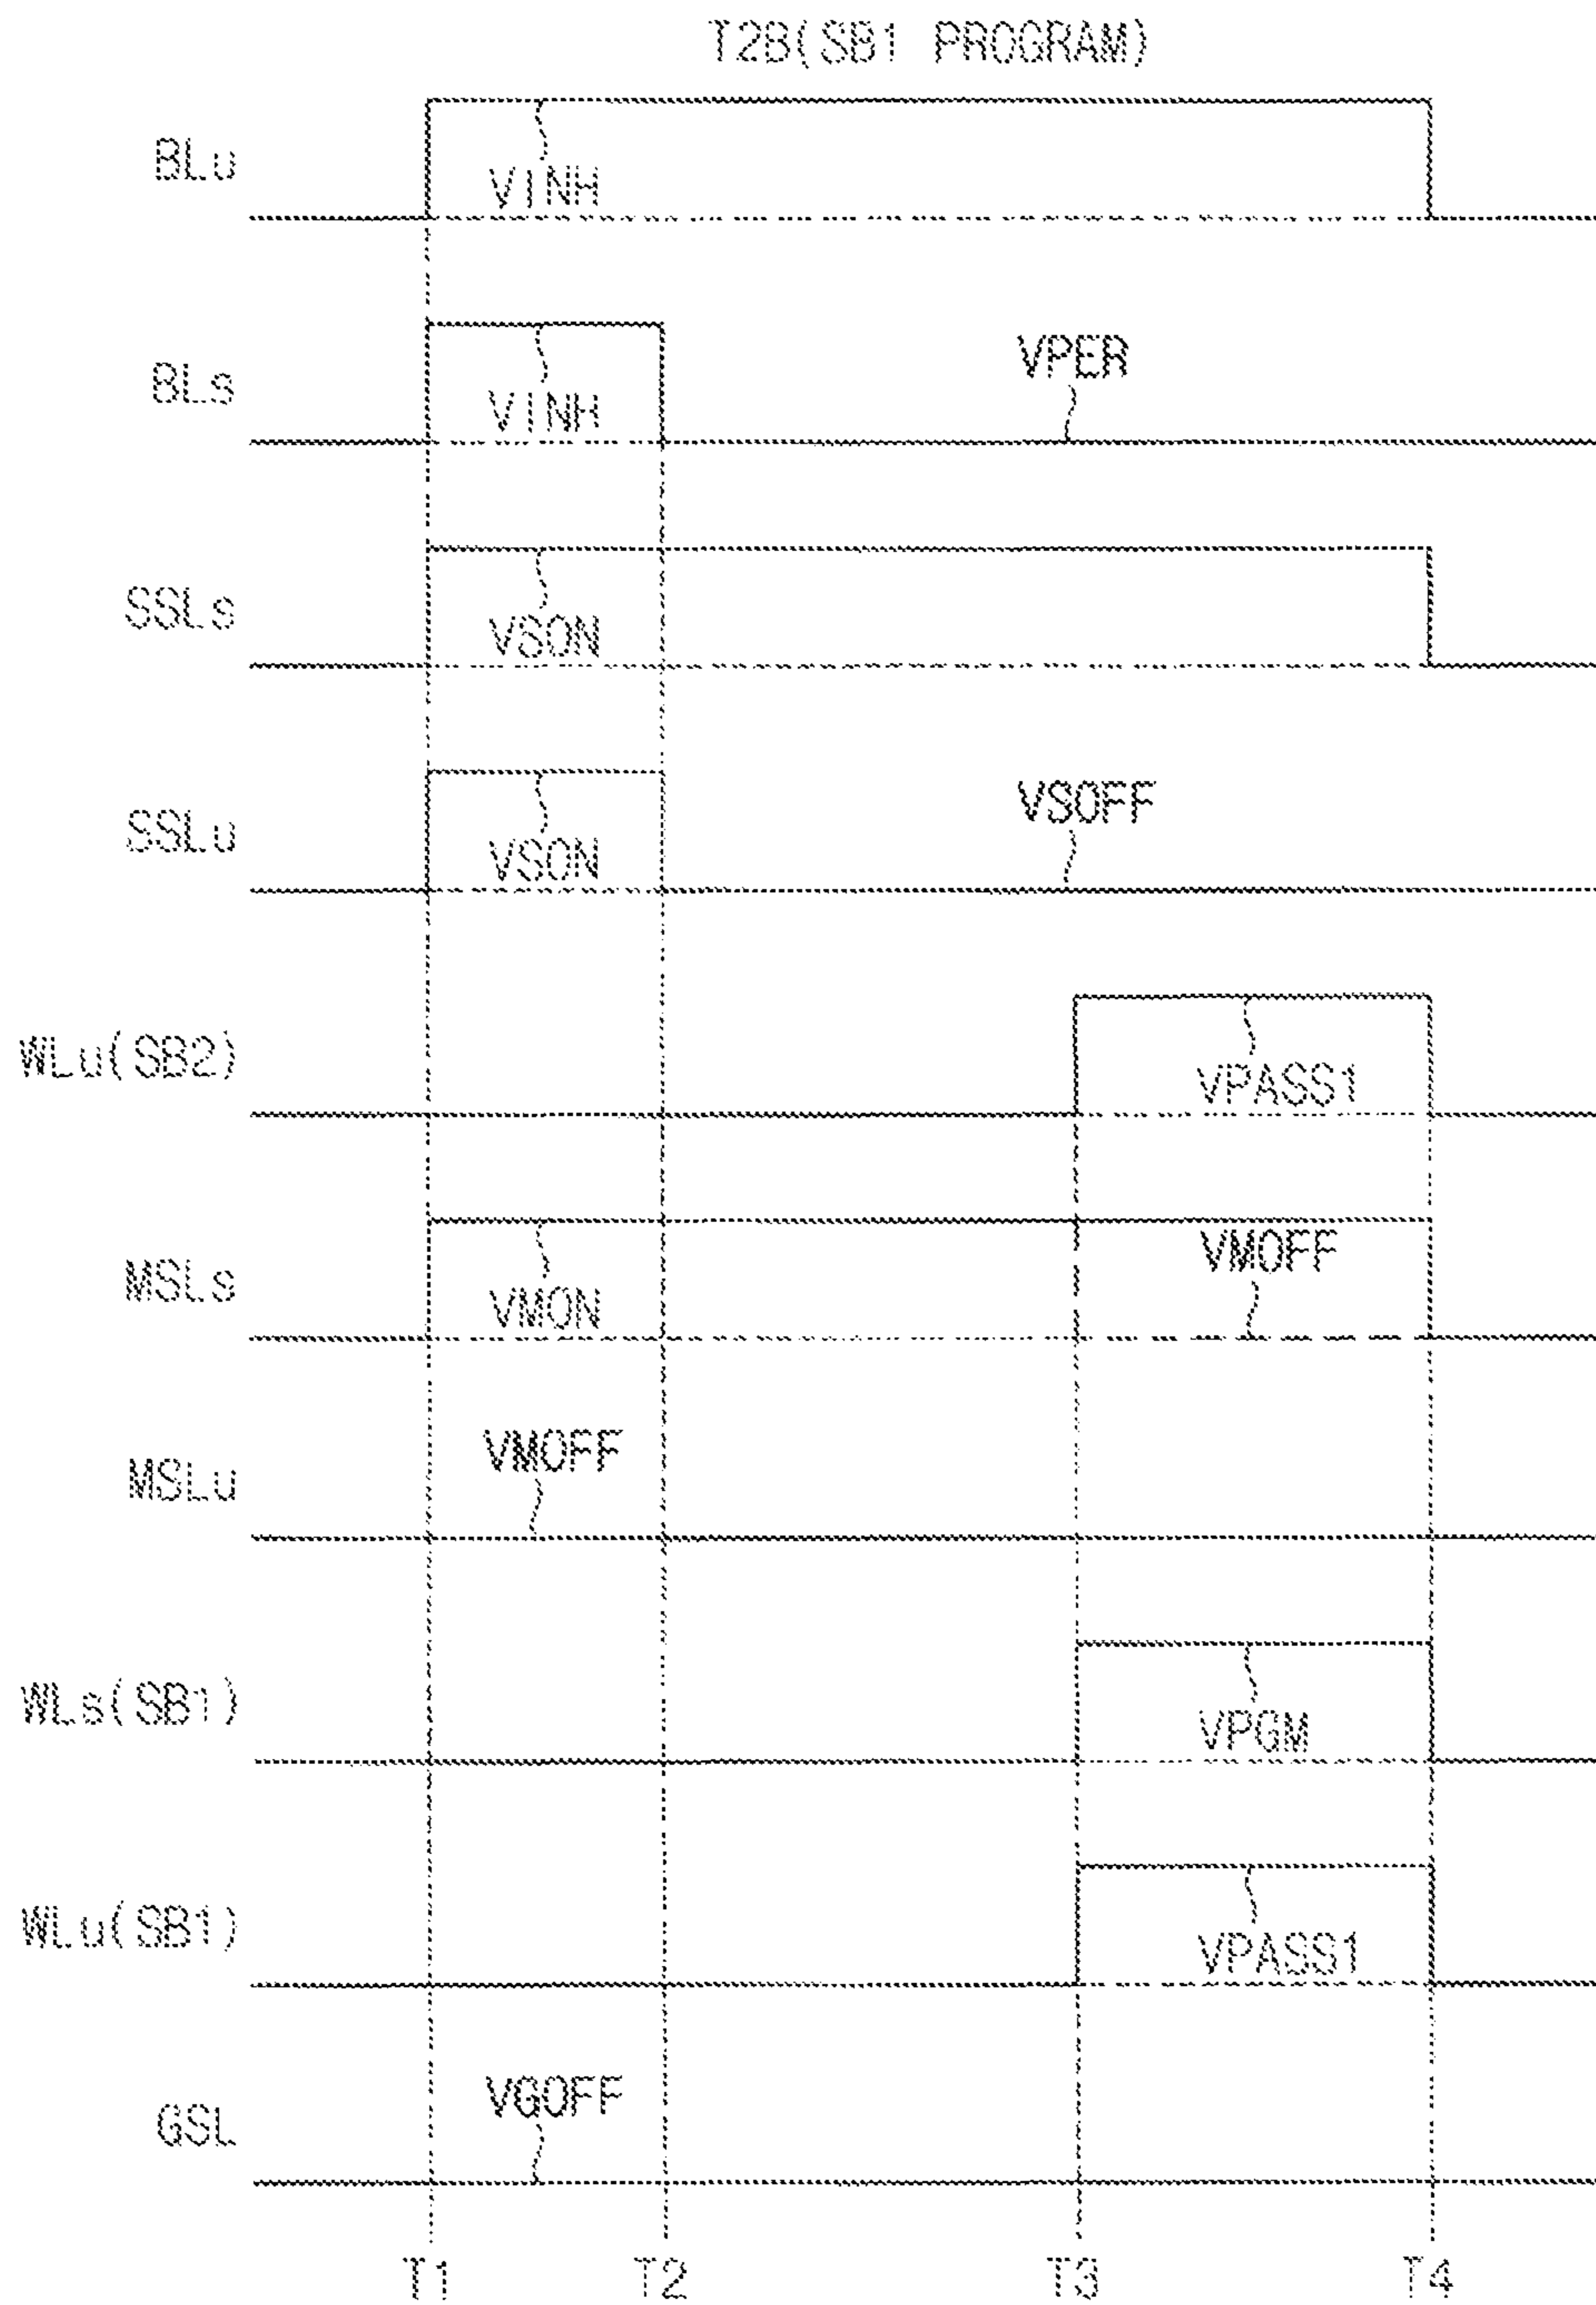 T2B(SB1 PROGRAM)
BLu
VINH
BLs
VINH
VPER
SSLs
VSON
SSLu
VSON
VSOFF
WLu(SB2)
VPASS1
MSLs
VMON
VMOFF
MSLu
VMOFF
WLs(SB1)
VPGM
WLu(SB1)
VPASS1
GSL
VGOFF
T1 T2 T3 T4